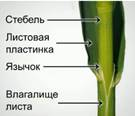 Стебель
Листовая
пластинка
Язычок
Влагалище
листа